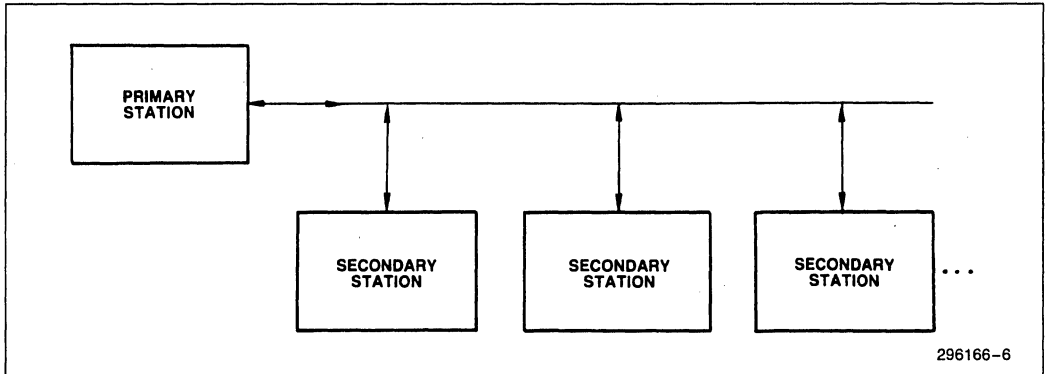 PRIMARY
STATION
SECONDARY
STATION
SECONDARY
STATION
SECONDARY
STATION
...
296166-6